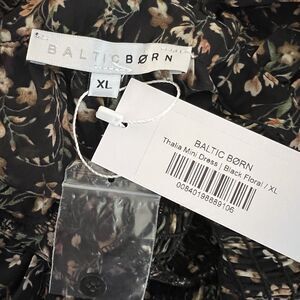 BALTIC BØRN
XL
BALTIC BØRN
Thalia Mini Dress | Black Floral / XL
00840198889106